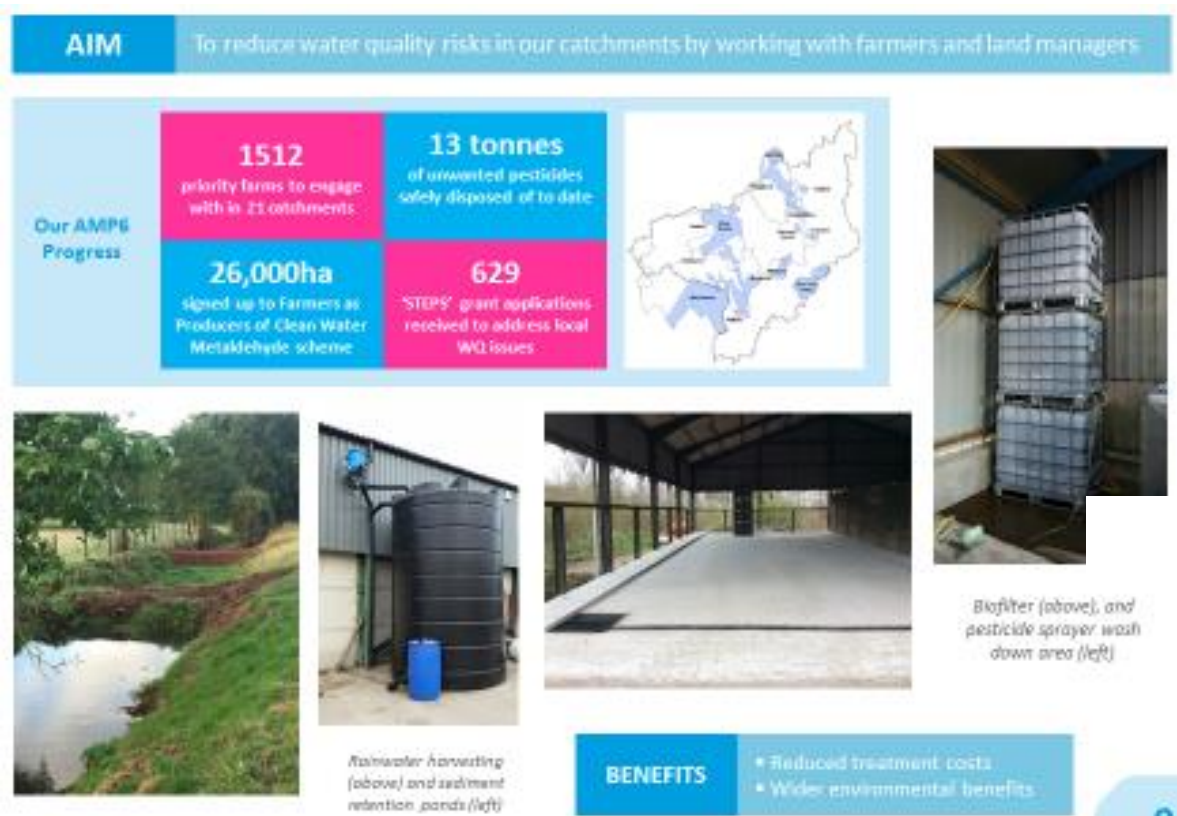 AIM
To reduce water quality risks in our catchments by working with farmers and land managers
Our AMP6
Progress
1512
priority farms to engage
with in 21 catchments
13 tonnes
of unwanted pesticides
safely disposed of to date
26,000ha
signed up to Farmers as
Producers of Clean Water
Metaldehyde scheme
629
'STEPS' grant applications
received to address local
WQ issues
Biofilter (above), and
pesticide sprayer wash
down area (left)
Rainwater harvesting
(above) and sediment
retention ponds (left)
BENEFITS
▪ Reduced treatment costs
▪ Wider environmental benefits